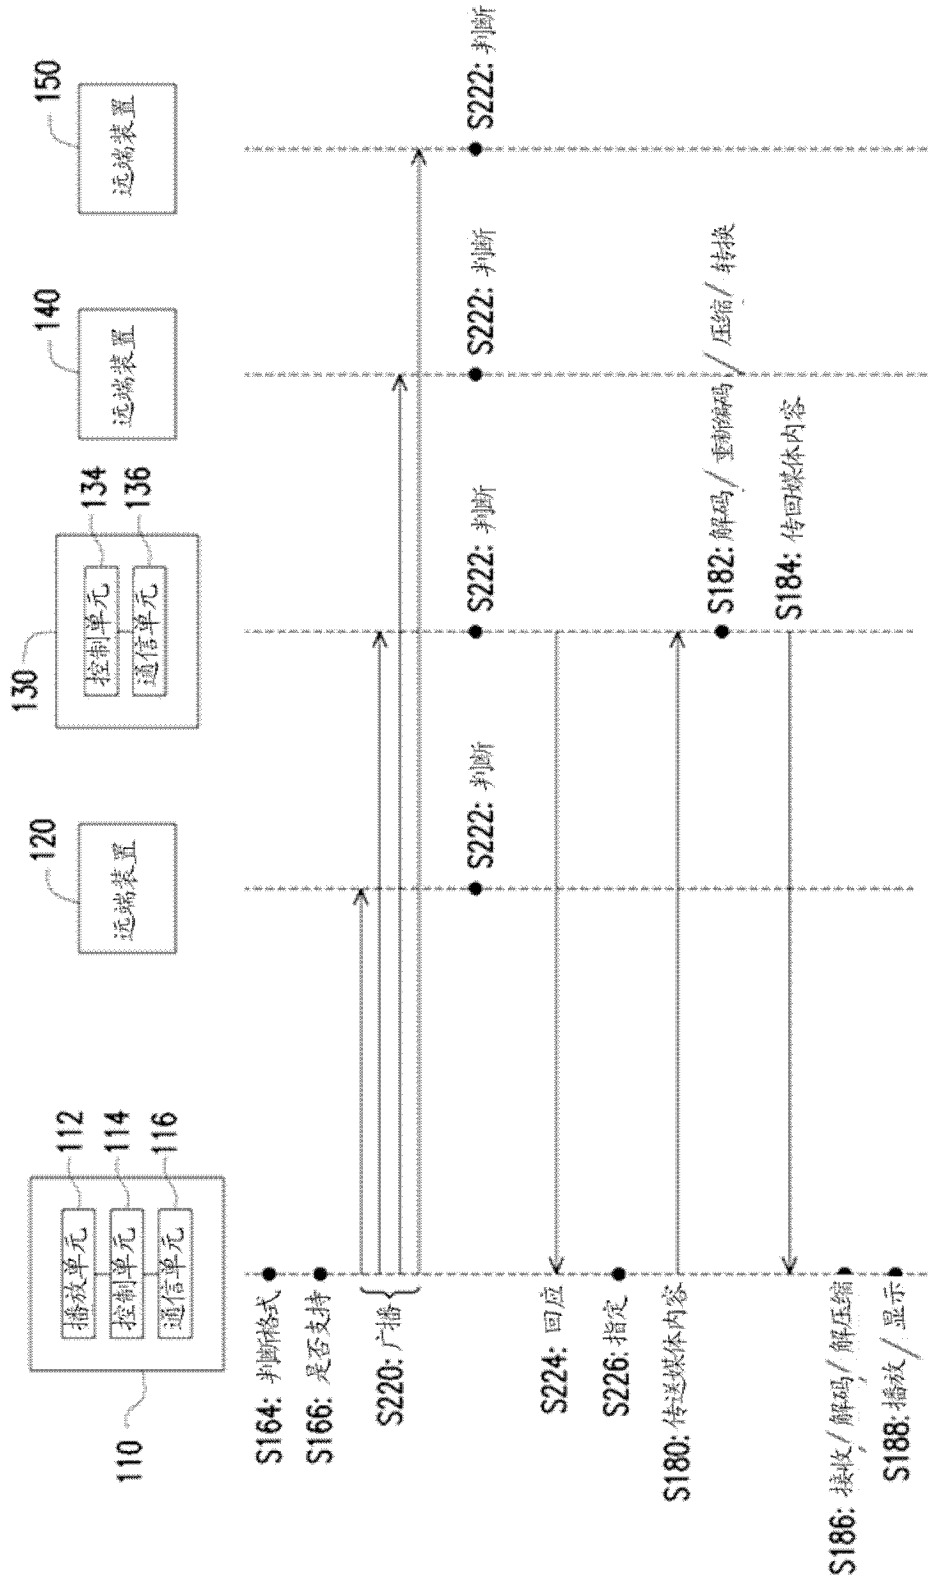 110
播放单元
112
控制单元
114
通信单元
116
远端装置
120
130
控制单元
134
通信单元
136
远端装置
140
远端装置
150
S164: 判断格式
S166: 是否支持
S220: 广播
S222: 判断
S222: 判断
S222: 判断
S222: 判断
S224: 回应
S226: 指定
S180: 传送媒体内容
S182: 解码/重新编码/压缩/转换
S184: 传回媒体内容
S186: 接收/解码/解压缩
S188: 播放/显示